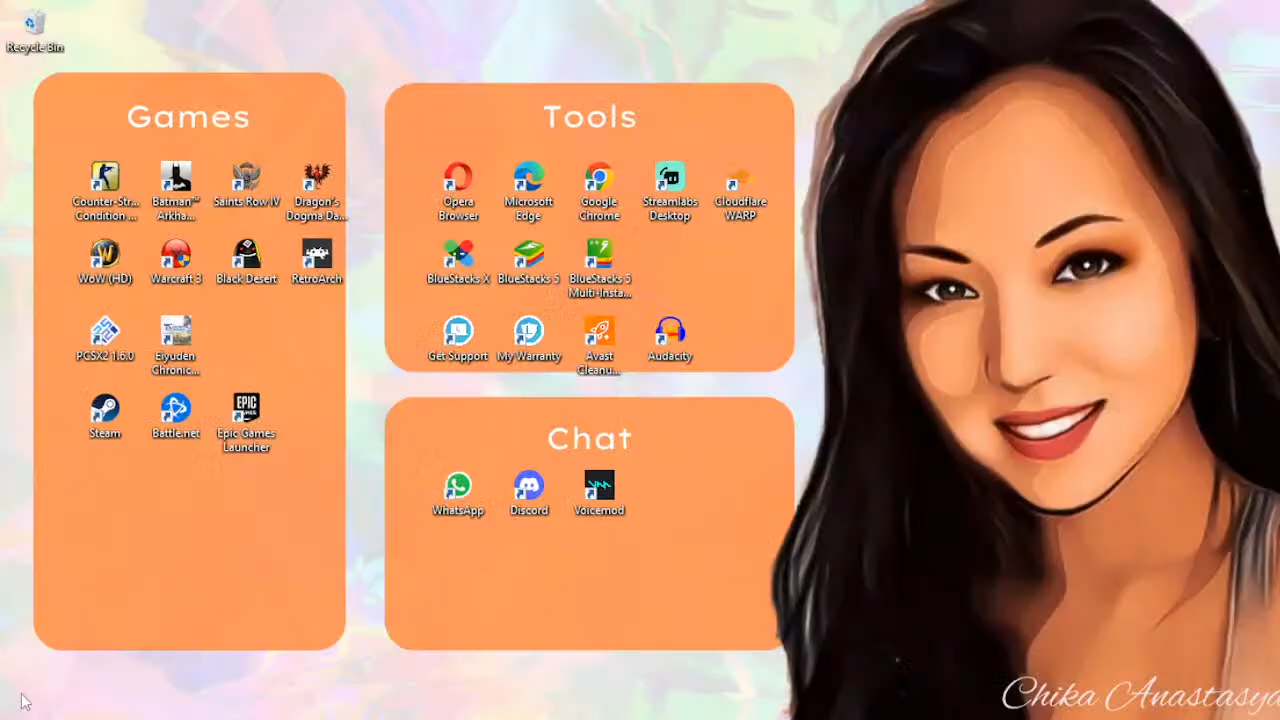 Recycle Bin
Games
Counter-Str... Condition ...
Batman™ Arkha...
Saints Row IV
Dragon's Dogma Da...
WoW (HD)
Warcraft 3
Black Desert
RetroArch
PCSX2 1.6.0
Eiyuden Chronic...
Steam
Battle.net
EPIC GAMES
Epic Games Launcher
Tools
Opera Browser
Microsoft Edge
Google Chrome
Streamlabs Desktop
Cloudflare WARP
BlueStacks X
BlueStacks 5
BlueStacks 5 Multi-Insta...
Get Support
My Warranty
Avast Cleanu...
Audacity
Chat
WhatsApp
Discord
Voicemod
Chika Anastasya